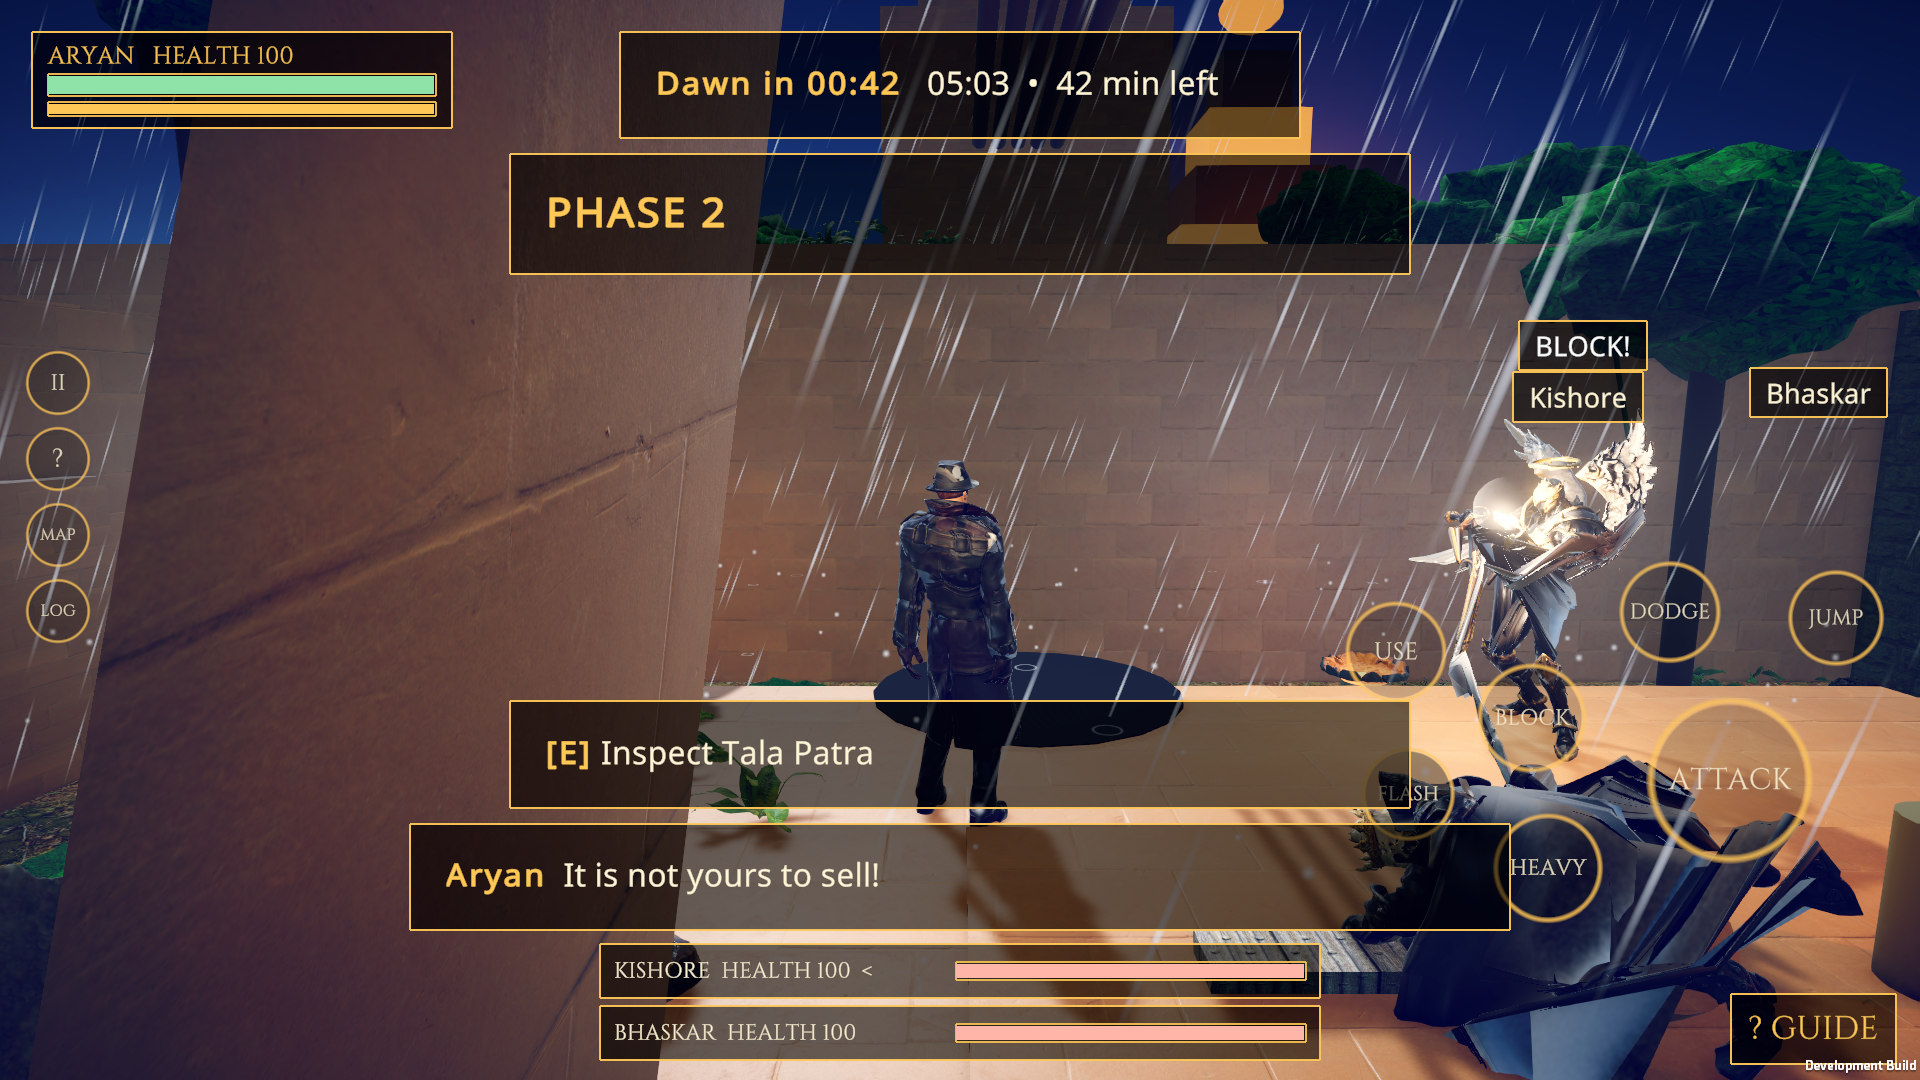 ARYAN HEALTH 100
Dawn in 00:42 05:03 • 42 min left
PHASE 2
II
?
MAP
LOG
BLOCK!
Kishore
Bhaskar
USE
DODGE
JUMP
BLOCK
ATTACK
FLASH
HEAVY
[E] Inspect Tala Patra
Aryan It is not yours to sell!
KISHORE HEALTH 100 <
BHASKAR HEALTH 100
? GUIDE
Development Build